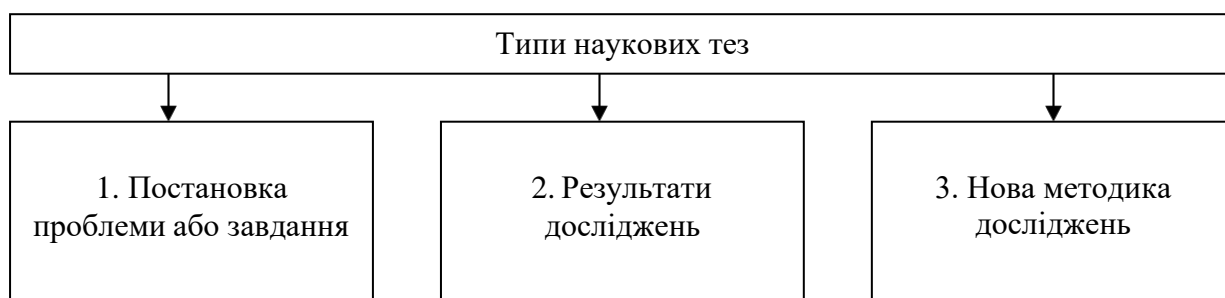 Типи наукових тез
1. Постановка
проблеми або завдання
2. Результати
досліджень
3. Нова методика
досліджень